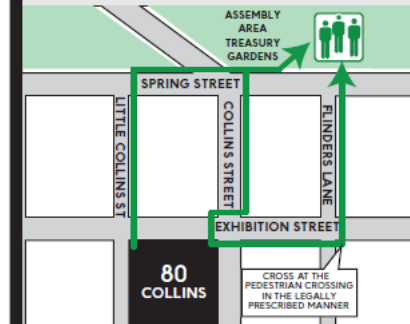 ASSEMBLY
AREA
TREASURY
GARDENS
SPRING STREET
LITTLE COLLINS ST
COLLINS STREET
FLINDERS LANE
EXHIBITION STREET
80
COLLINS
CROSS AT THE
PEDESTRIAN CROSSING
IN THE LEGALLY
PRESCRIBED MANNER